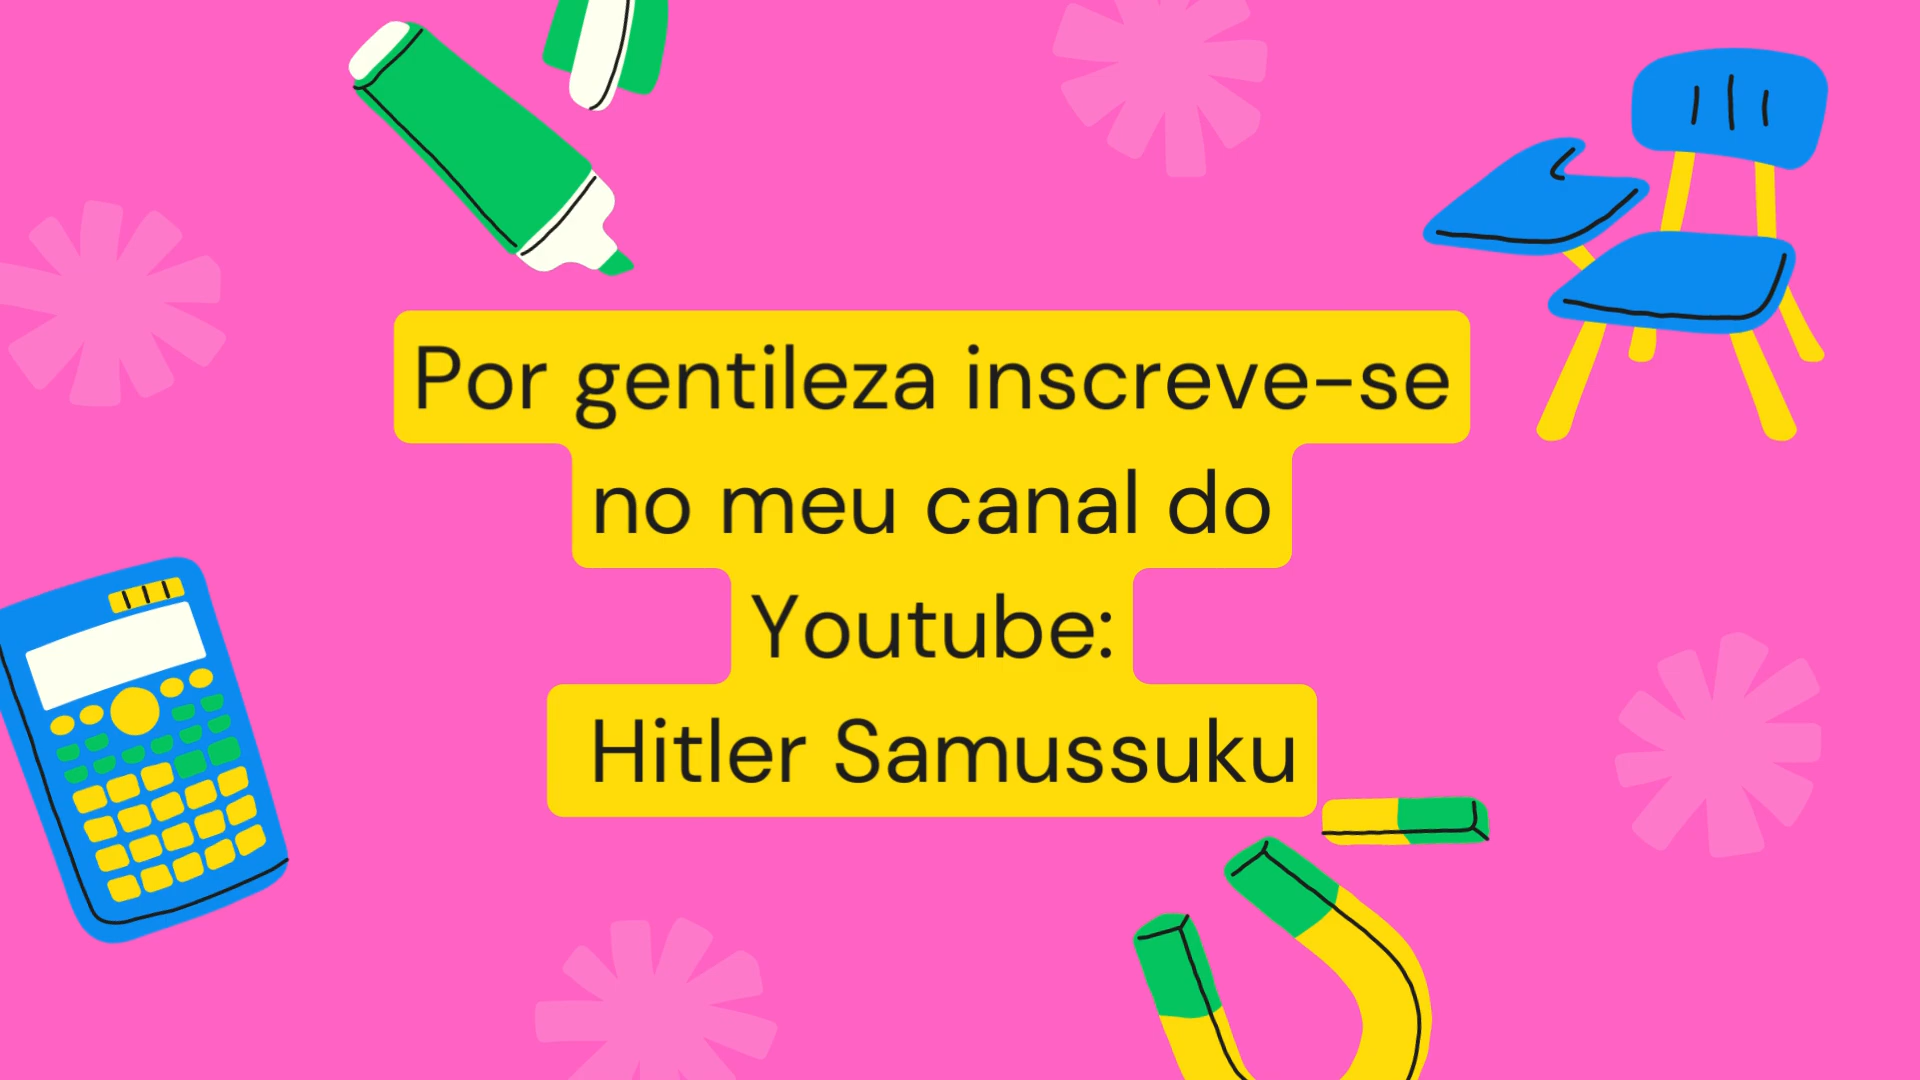 Por gentileza inscreve-se
no meu canal do
Youtube:
Hitler Samussuku